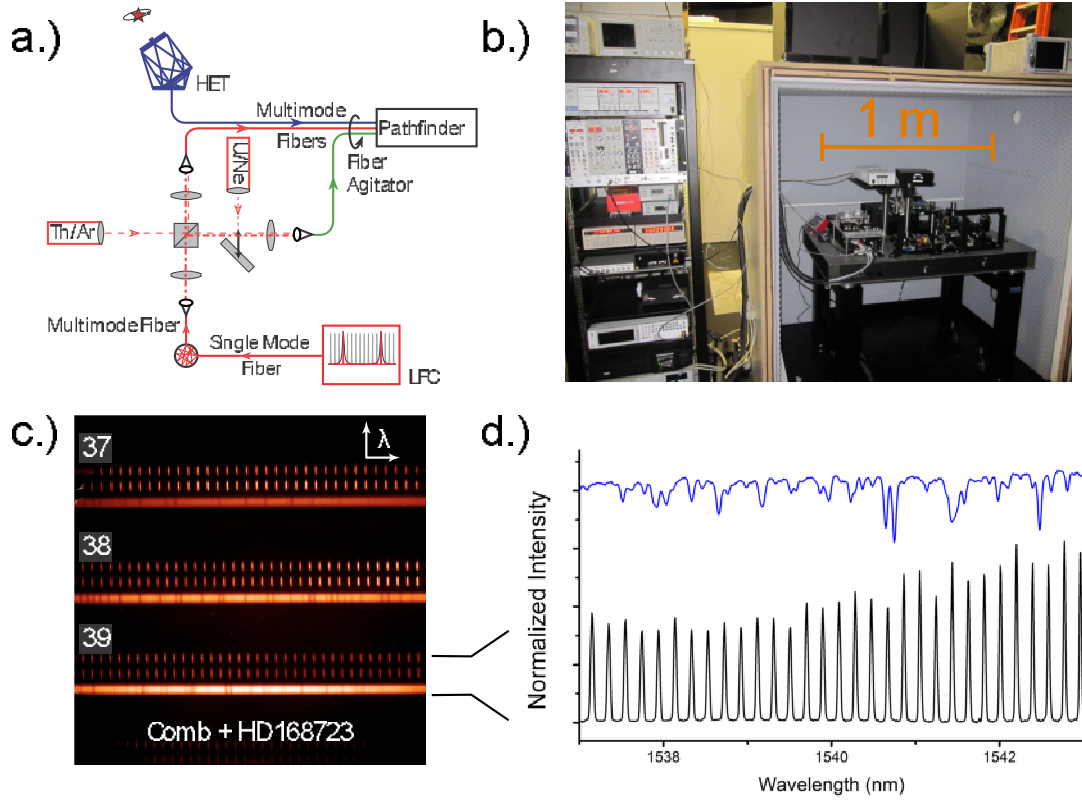 a.)
HET
Multimode
Fibers
Pathfinder
Fiber
Agitator
U/Ne
Th/Ar
Multimode Fiber
Single Mode
Fiber
LFC
b.)
1 m
c.)
λ
37
38
39
Comb + HD168723
d.)
Normalized Intensity
1538
1540
1542
Wavelength (nm)